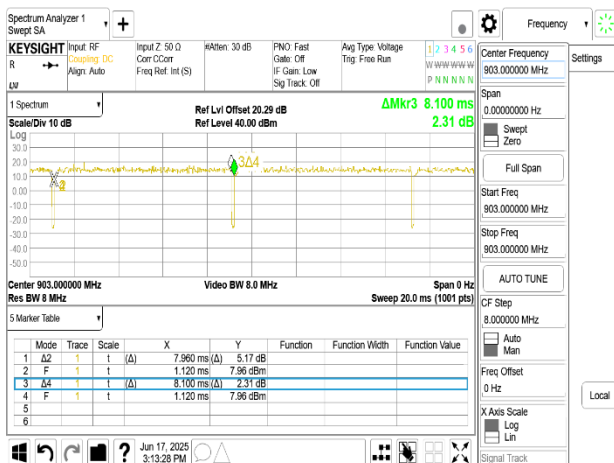 Spectrum Analyzer 1
Swept SA
+
Frequency
KEYSIGHT
Input: RF
Coupling: DC
Align: Auto
Input Z: 50 Ω
Corr CCorr
Freq Ref: Int (S)
#Atten: 30 dB
PNO: Fast
Gate: Off
IF Gain: Low
Sig Track: Off
Avg Type: Voltage
Trig: Free Run
1 2 3 4 5 6
W W W W W W
P N N N N N
R
LW
1 Spectrum
Scale/Div 10 dB
Ref Lvl Offset 20.29 dB
Ref Level 40.00 dBm
ΔMkr3 8.100 ms
2.31 dB
Log
30.0
20.0
10.0
0.00
-10.0
-20.0
-30.0
-40.0
-50.0
2
3Δ4
Center 903.000000 MHz
Res BW 8 MHz
Video BW 8.0 MHz
Span 0 Hz
Sweep 20.0 ms (1001 pts)
5 Marker Table
Mode Trace Scale X Y Function Function Width Function Value
1 Δ2 1 t (Δ) 7.960 ms (Δ) 5.17 dB
2 F 1 t 1.120 ms 7.96 dBm
3 Δ4 1 t (Δ) 8.100 ms (Δ) 2.31 dB
4 F 1 t 1.120 ms 7.96 dBm
5
6
?
Jun 17, 2025
3:13:28 PM
Center Frequency
903.000000 MHz
Settings
Span
0.00000000 Hz
Swept
Zero
Full Span
Start Freq
903.000000 MHz
Stop Freq
903.000000 MHz
AUTO TUNE
CF Step
8.000000 MHz
Auto
Man
Freq Offset
0 Hz
Local
X Axis Scale
Log
Lin
Signal Track